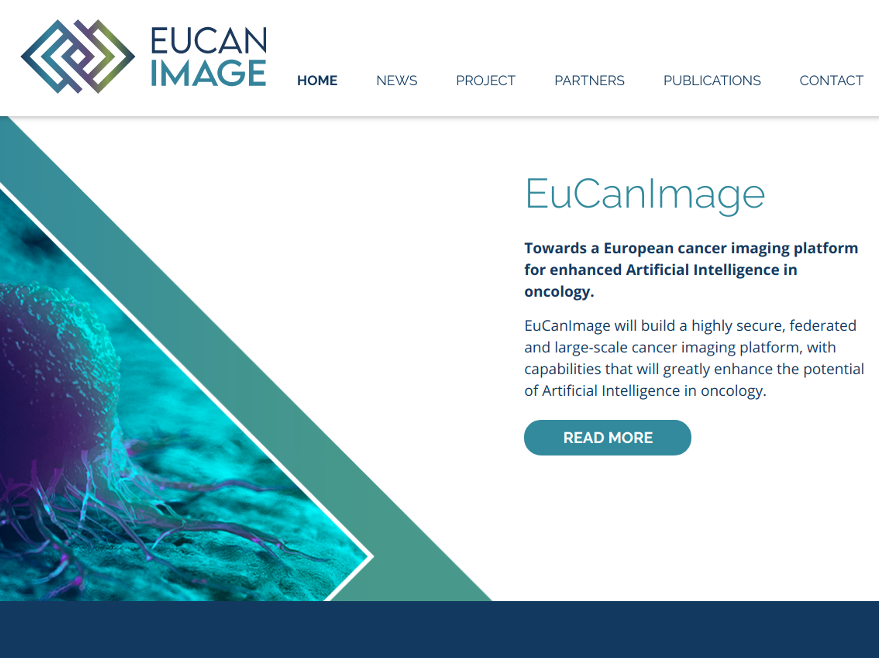 EUCAN
IMAGE
HOME NEWS PROJECT PARTNERS PUBLICATIONS CONTACT
EuCanImage
Towards a European cancer imaging platform
for enhanced Artificial Intelligence in
oncology.
EuCanImage will build a highly secure, federated
and large-scale cancer imaging platform, with
capabilities that will greatly enhance the potential
of Artificial Intelligence in oncology.
READ MORE